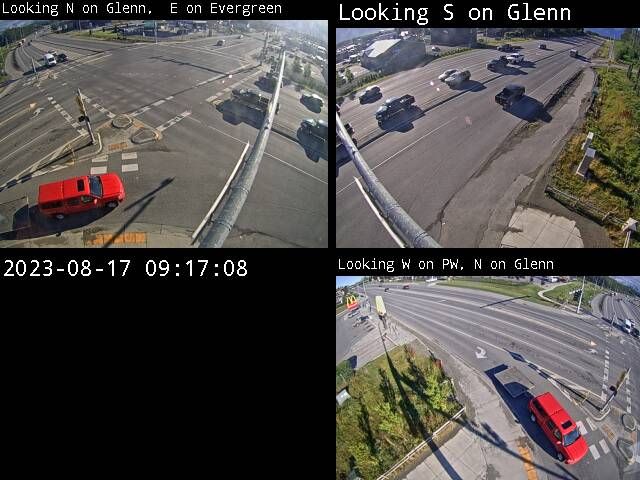 Looking N on Glenn,  E on Evergreen
Looking S on Glenn
2023-08-17 09:17:08
Looking W on PW, N on Glenn